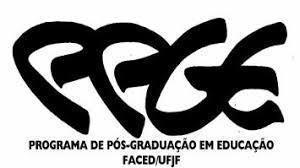 PPGE
PROGRAMA DE PÓS-GRADUAÇÃO EM EDUCAÇÃO
FACED/UFJF